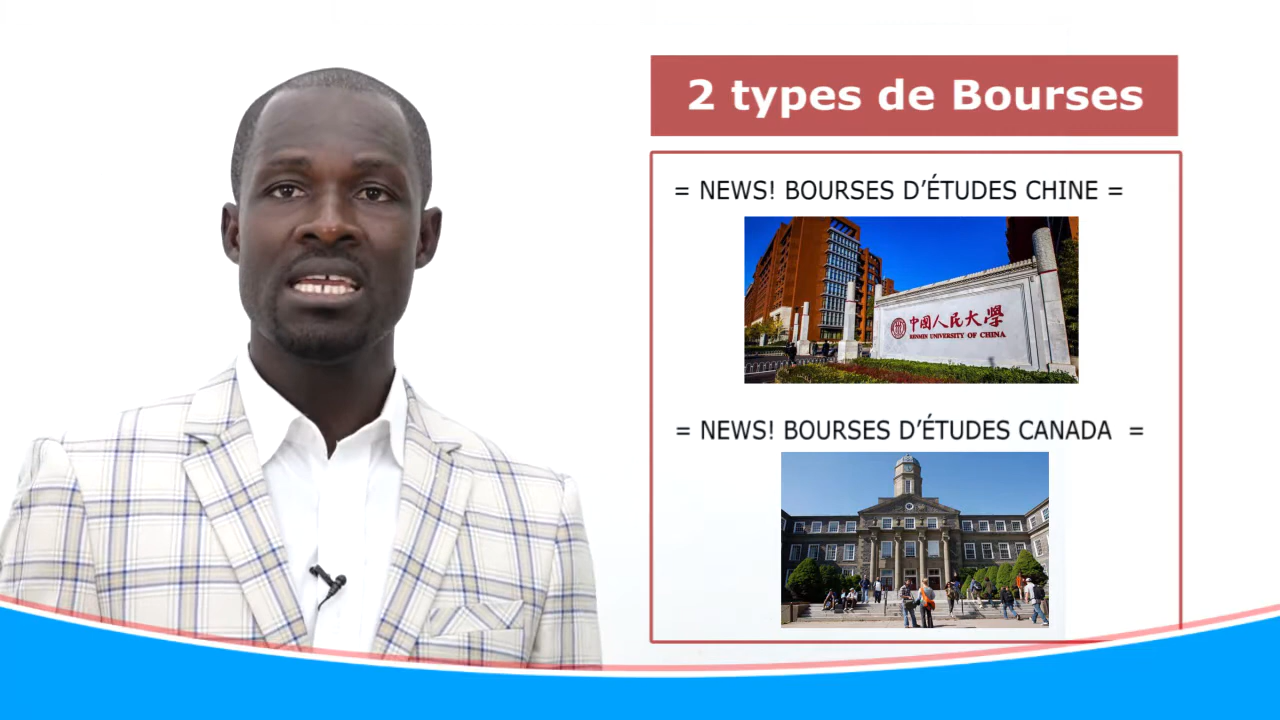 2 types de Bourses
= NEWS! BOURSES D’ÉTUDES CHINE =
中國人民大學
RENMIN UNIVERSITY OF CHINA
= NEWS! BOURSES D’ÉTUDES CANADA =